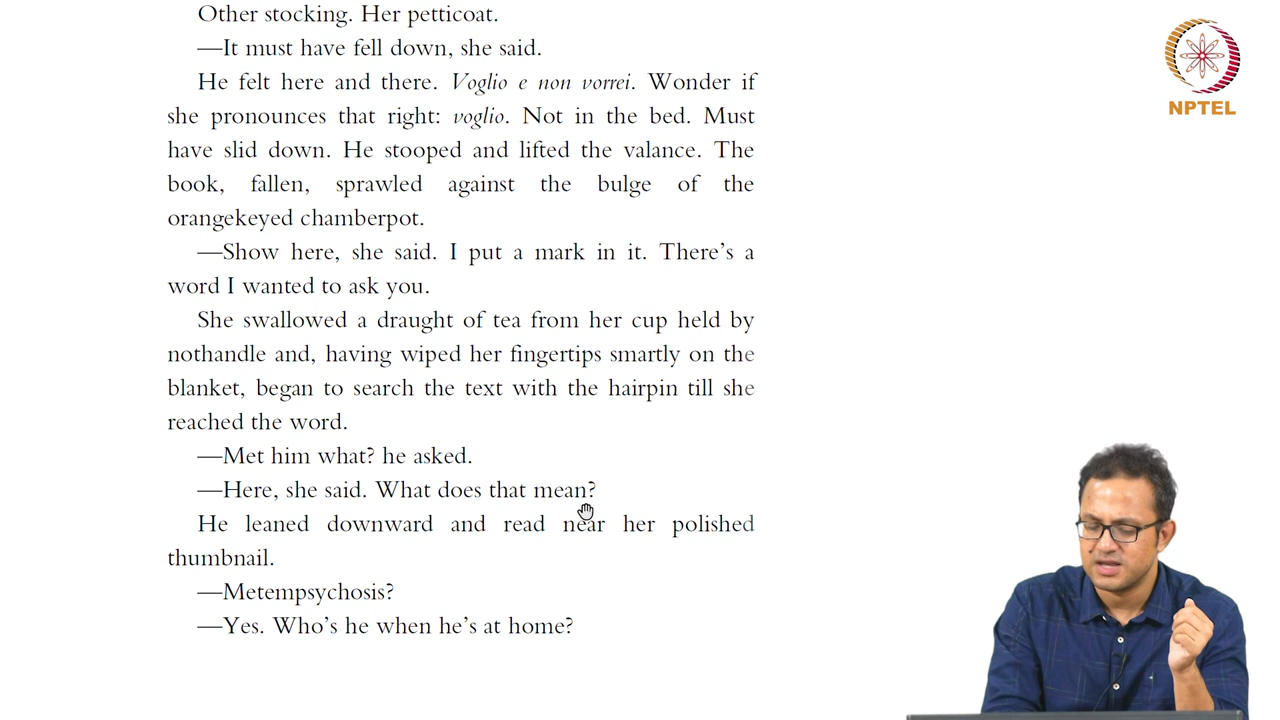 Other stocking. Her petticoat.
—It must have fell down, she said.
He felt here and there. Voglio e non vorrei. Wonder if
she pronounces that right: voglio. Not in the bed. Must
have slid down. He stooped and lifted the valance. The
book, fallen, sprawled against the bulge of the
orangekeyed chamberpot.
—Show here, she said. I put a mark in it. There’s a
word I wanted to ask you.
She swallowed a draught of tea from her cup held by
nothandle and, having wiped her fingertips smartly on the
blanket, began to search the text with the hairpin till she
reached the word.
—Met him what? he asked.
—Here, she said. What does that mean?
He leaned downward and read near her polished
thumbnail.
—Metempsychosis?
—Yes. Who’s he when he’s at home?
NPTEL